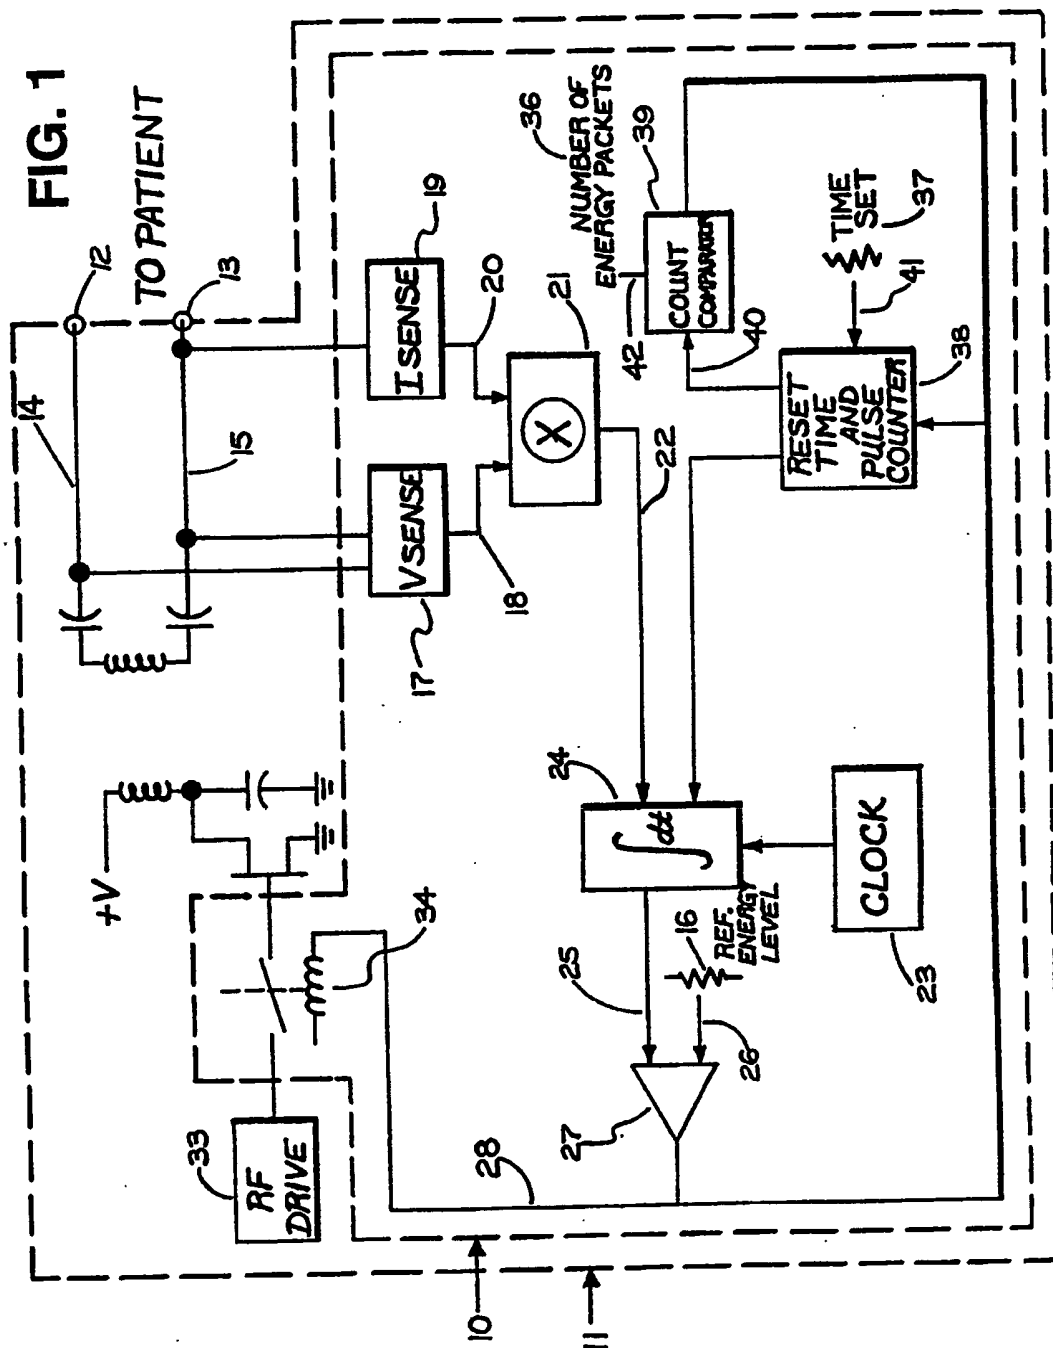 FIG. 1
TO PATIENT
12
13
14
15
+V
33
RF
DRIVE
34
17
V SENSE
18
I SENSE
19
20
21
X
22
36
NUMBER OF
ENERGY PACKETS
42
COUNT
COMPARATOR
39
40
TIME
SET
37
41
RESET
TIME
AND
PULSE
COUNTER
38
24
∫dt
25
16
REF.
ENERGY
LEVEL
26
27
28
CLOCK
23
10
11